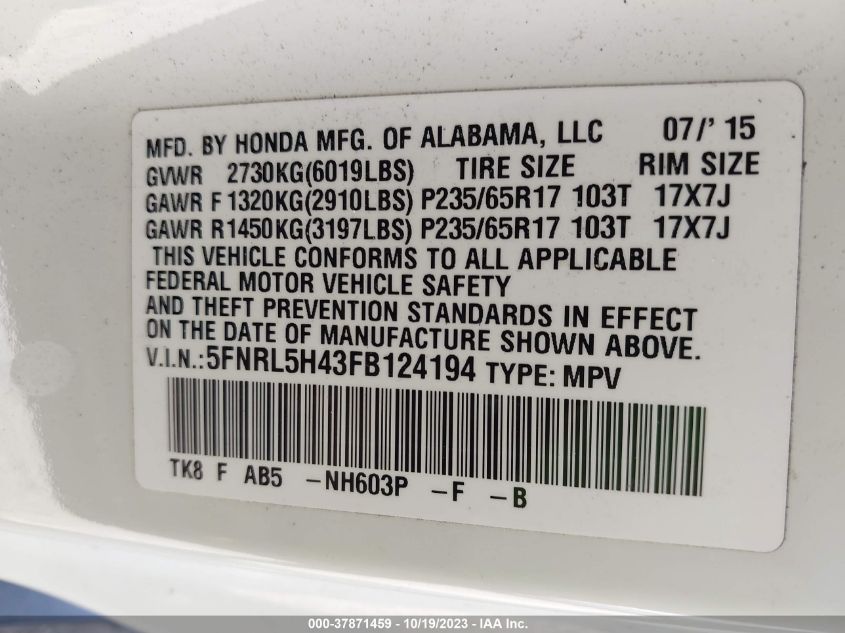 MFD. BY HONDA MFG. OF ALABAMA, LLC 07/' 15
GVWR 2730KG(6019LBS) TIRE SIZE RIM SIZE
GAWR F 1320KG(2910LBS) P235/65R17 103T 17X7J
GAWR R1450KG(3197LBS) P235/65R17 103T 17X7J
THIS VEHICLE CONFORMS TO ALL APPLICABLE
FEDERAL MOTOR VEHICLE SAFETY
AND THEFT PREVENTION STANDARDS IN EFFECT
ON THE DATE OF MANUFACTURE SHOWN ABOVE.
V.I.N.:5FNRL5H43FB124194 TYPE: MPV
TK8 F AB5 -NH603P -F -B
000-37871459 - 10/19/2023 - IAA Inc.